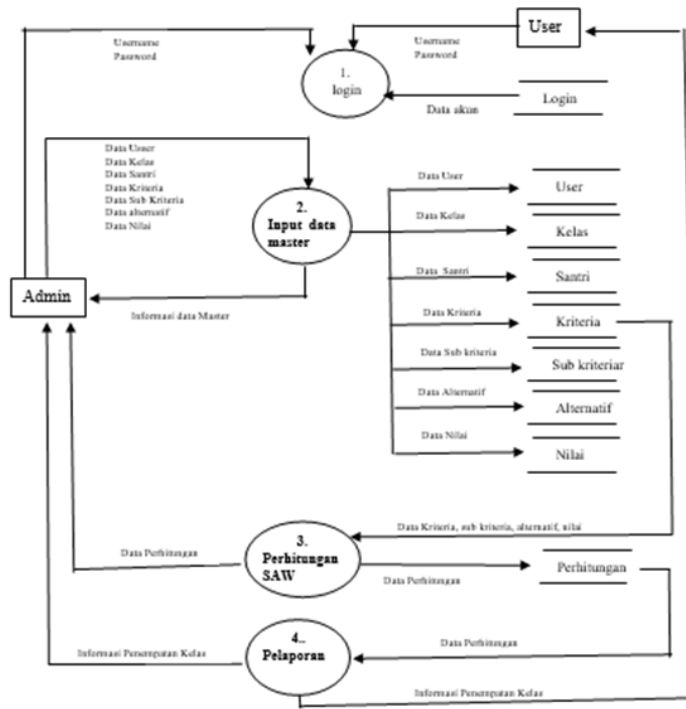 User
Username
Password
Username
Password
1.
login
Data akun
Login
Data Usser
Data Kelas
Data Santri
Data Kriteria
Data Sub Kriteria
Data alternatif
Data Nilai
2.
Input data
master
Data User
User
Data Kelas
Kelas
Data Santri
Santri
Admin
Informasi data Master
Data Kriteria
Kriteria
Data Sub kriteria
Sub kriteriar
Data Alternatif
Alternatif
Data Nilai
Nilai
Data Kriteria, sub kriteria, alternatif, nilai
3.
Perhitungan
SAW
Data Perhitungan
Data Perhitungan
Perhitungan
4..
Pelaporan
Data Perhitungan
Informasi Penempatan Kelas
Informasi Penempatan Kelas